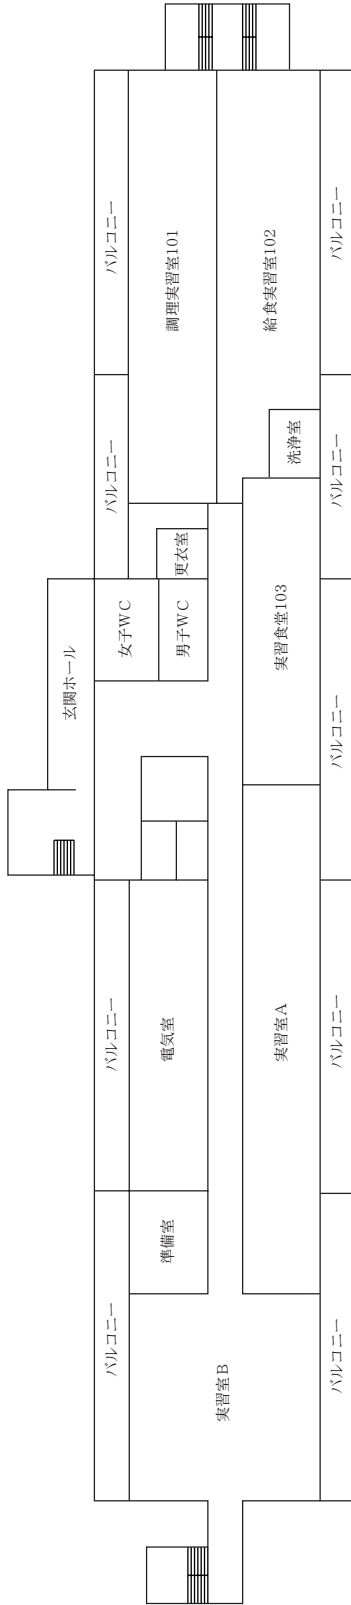 バルコニー
調理実習室101
給食実習室102
バルコニー
バルコニー
更衣室
洗浄室
バルコニー
玄関ホール
女子WC
男子WC
実習食堂103
バルコニー
バルコニー
電気室
実習室A
バルコニー
準備室
バルコニー
実習室B
バルコニー